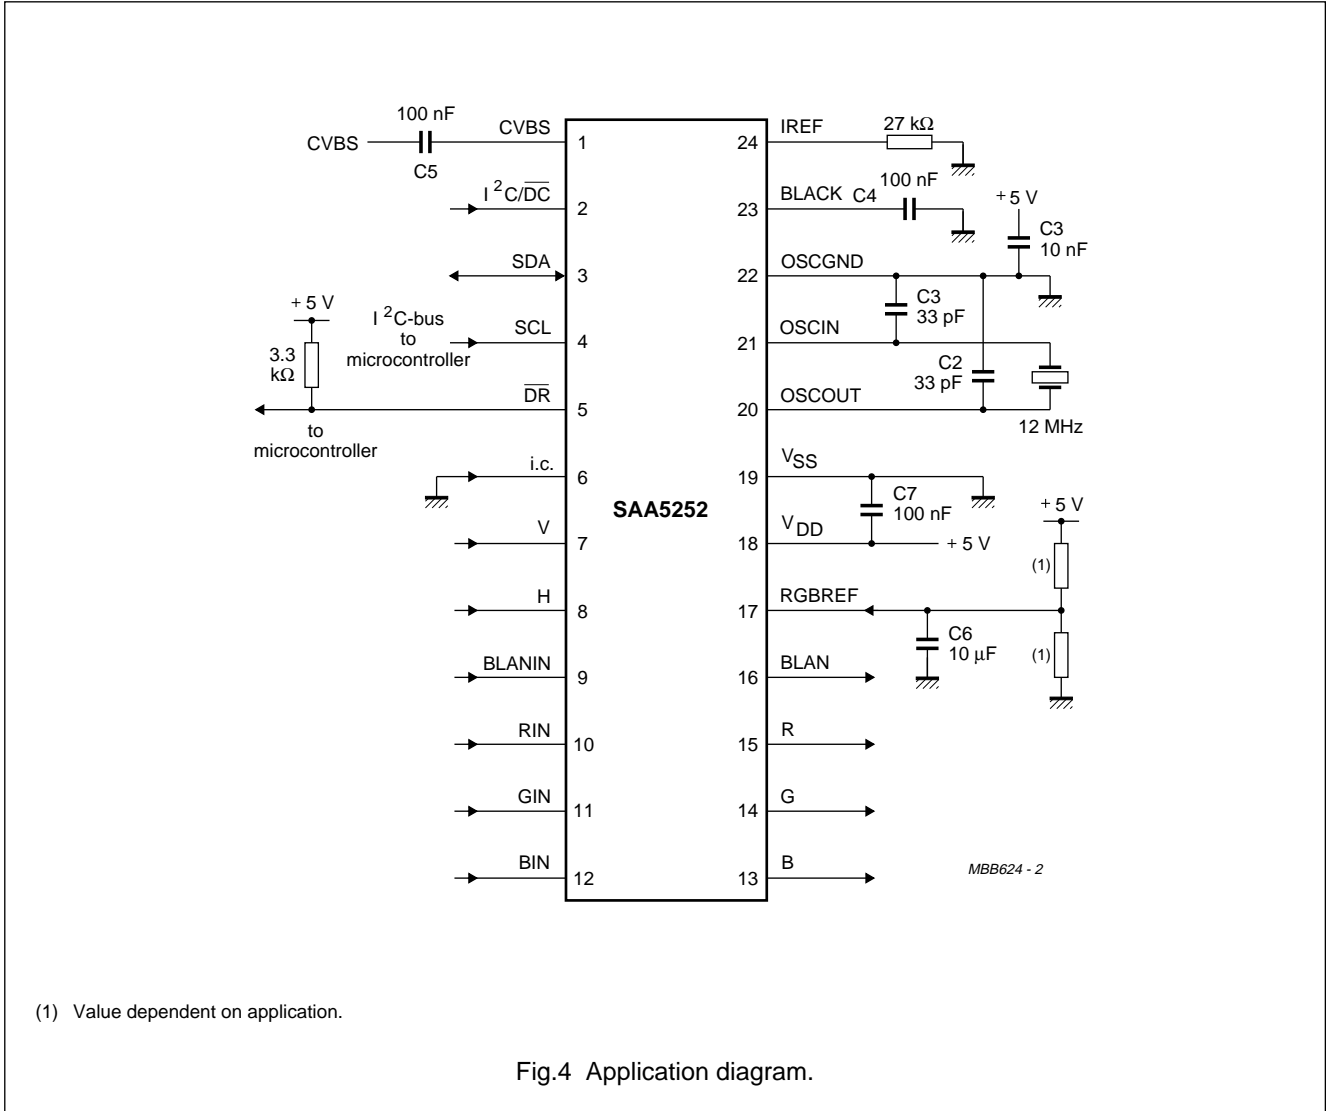 100 nF
CVBS
CVBS
C5
1
I²C/D̅C̅
2
SDA
3
+ 5 V
I²C-bus
to
microcontroller
SCL
4
3.3
kΩ
D̅R̅
5
to
microcontroller
i.c.
6
V
7
H
8
BLANIN
9
RIN
10
GIN
11
BIN
12
SAA5252
IREF
27 kΩ
24
100 nF
BLACK C4
23
+ 5 V
C3
10 nF
OSCGND
22
C3
33 pF
OSCIN
21
C2
33 pF
OSCOUT
20
12 MHz
VSS
19
C7
100 nF
VDD
18
+ 5 V
+ 5 V
(1)
RGBREF
17
C6
10 μF
(1)
BLAN
16
R
15
G
14
B
13
MBB624 - 2
(1) Value dependent on application.
Fig.4 Application diagram.